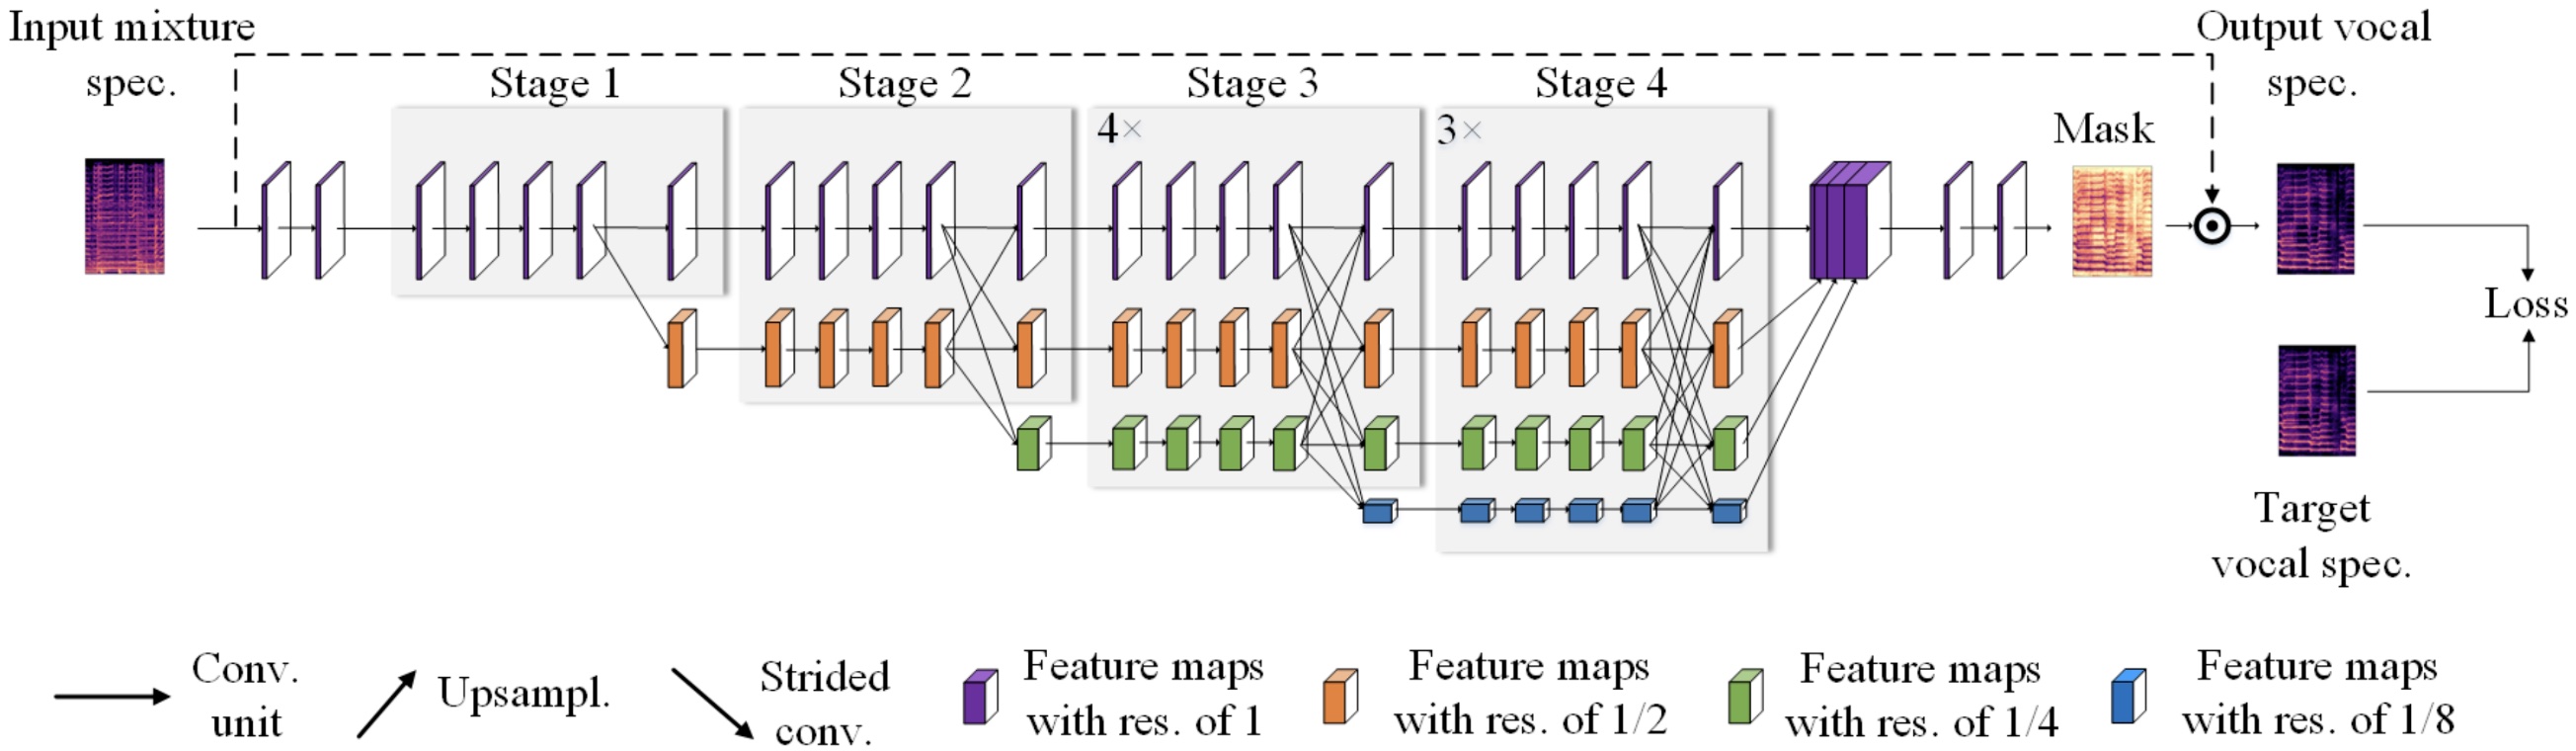 Input mixture
spec.
Output vocal
spec.
Stage 1
Stage 2
Stage 3
Stage 4
4×
3×
Mask
Loss
Target
vocal spec.
Conv.
unit
Upsampl.
Strided
conv.
Feature maps
with res. of 1
Feature maps
with res. of 1/2
Feature maps
with res. of 1/4
Feature maps
with res. of 1/8